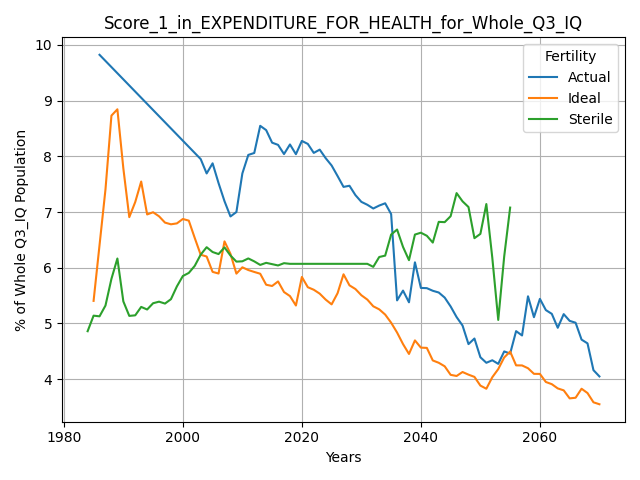 Score_1_in_EXPENDITURE_FOR_HEALTH_for_Whole_Q3_IQ
% of Whole Q3_IQ Population
10
9
8
7
6
5
4
1980
2000
2020
2040
2060
Years
Fertility
Actual
Ideal
Sterile